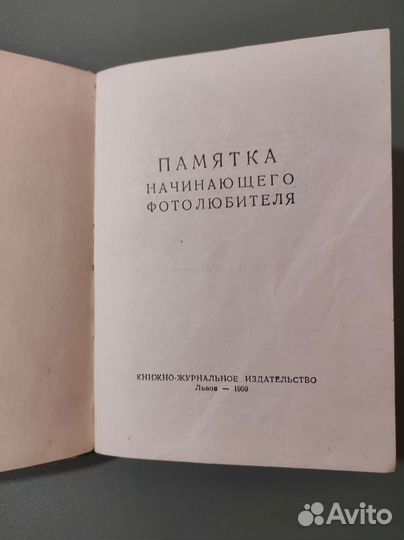 ПАМЯТКА
НАЧИНАЮЩЕГО
ФОТОЛЮБИТЕЛЯ
КНИЖНО-ЖУРНАЛЬНОЕ ИЗДАТЕЛЬСТВО
Львов — 1959
Avito